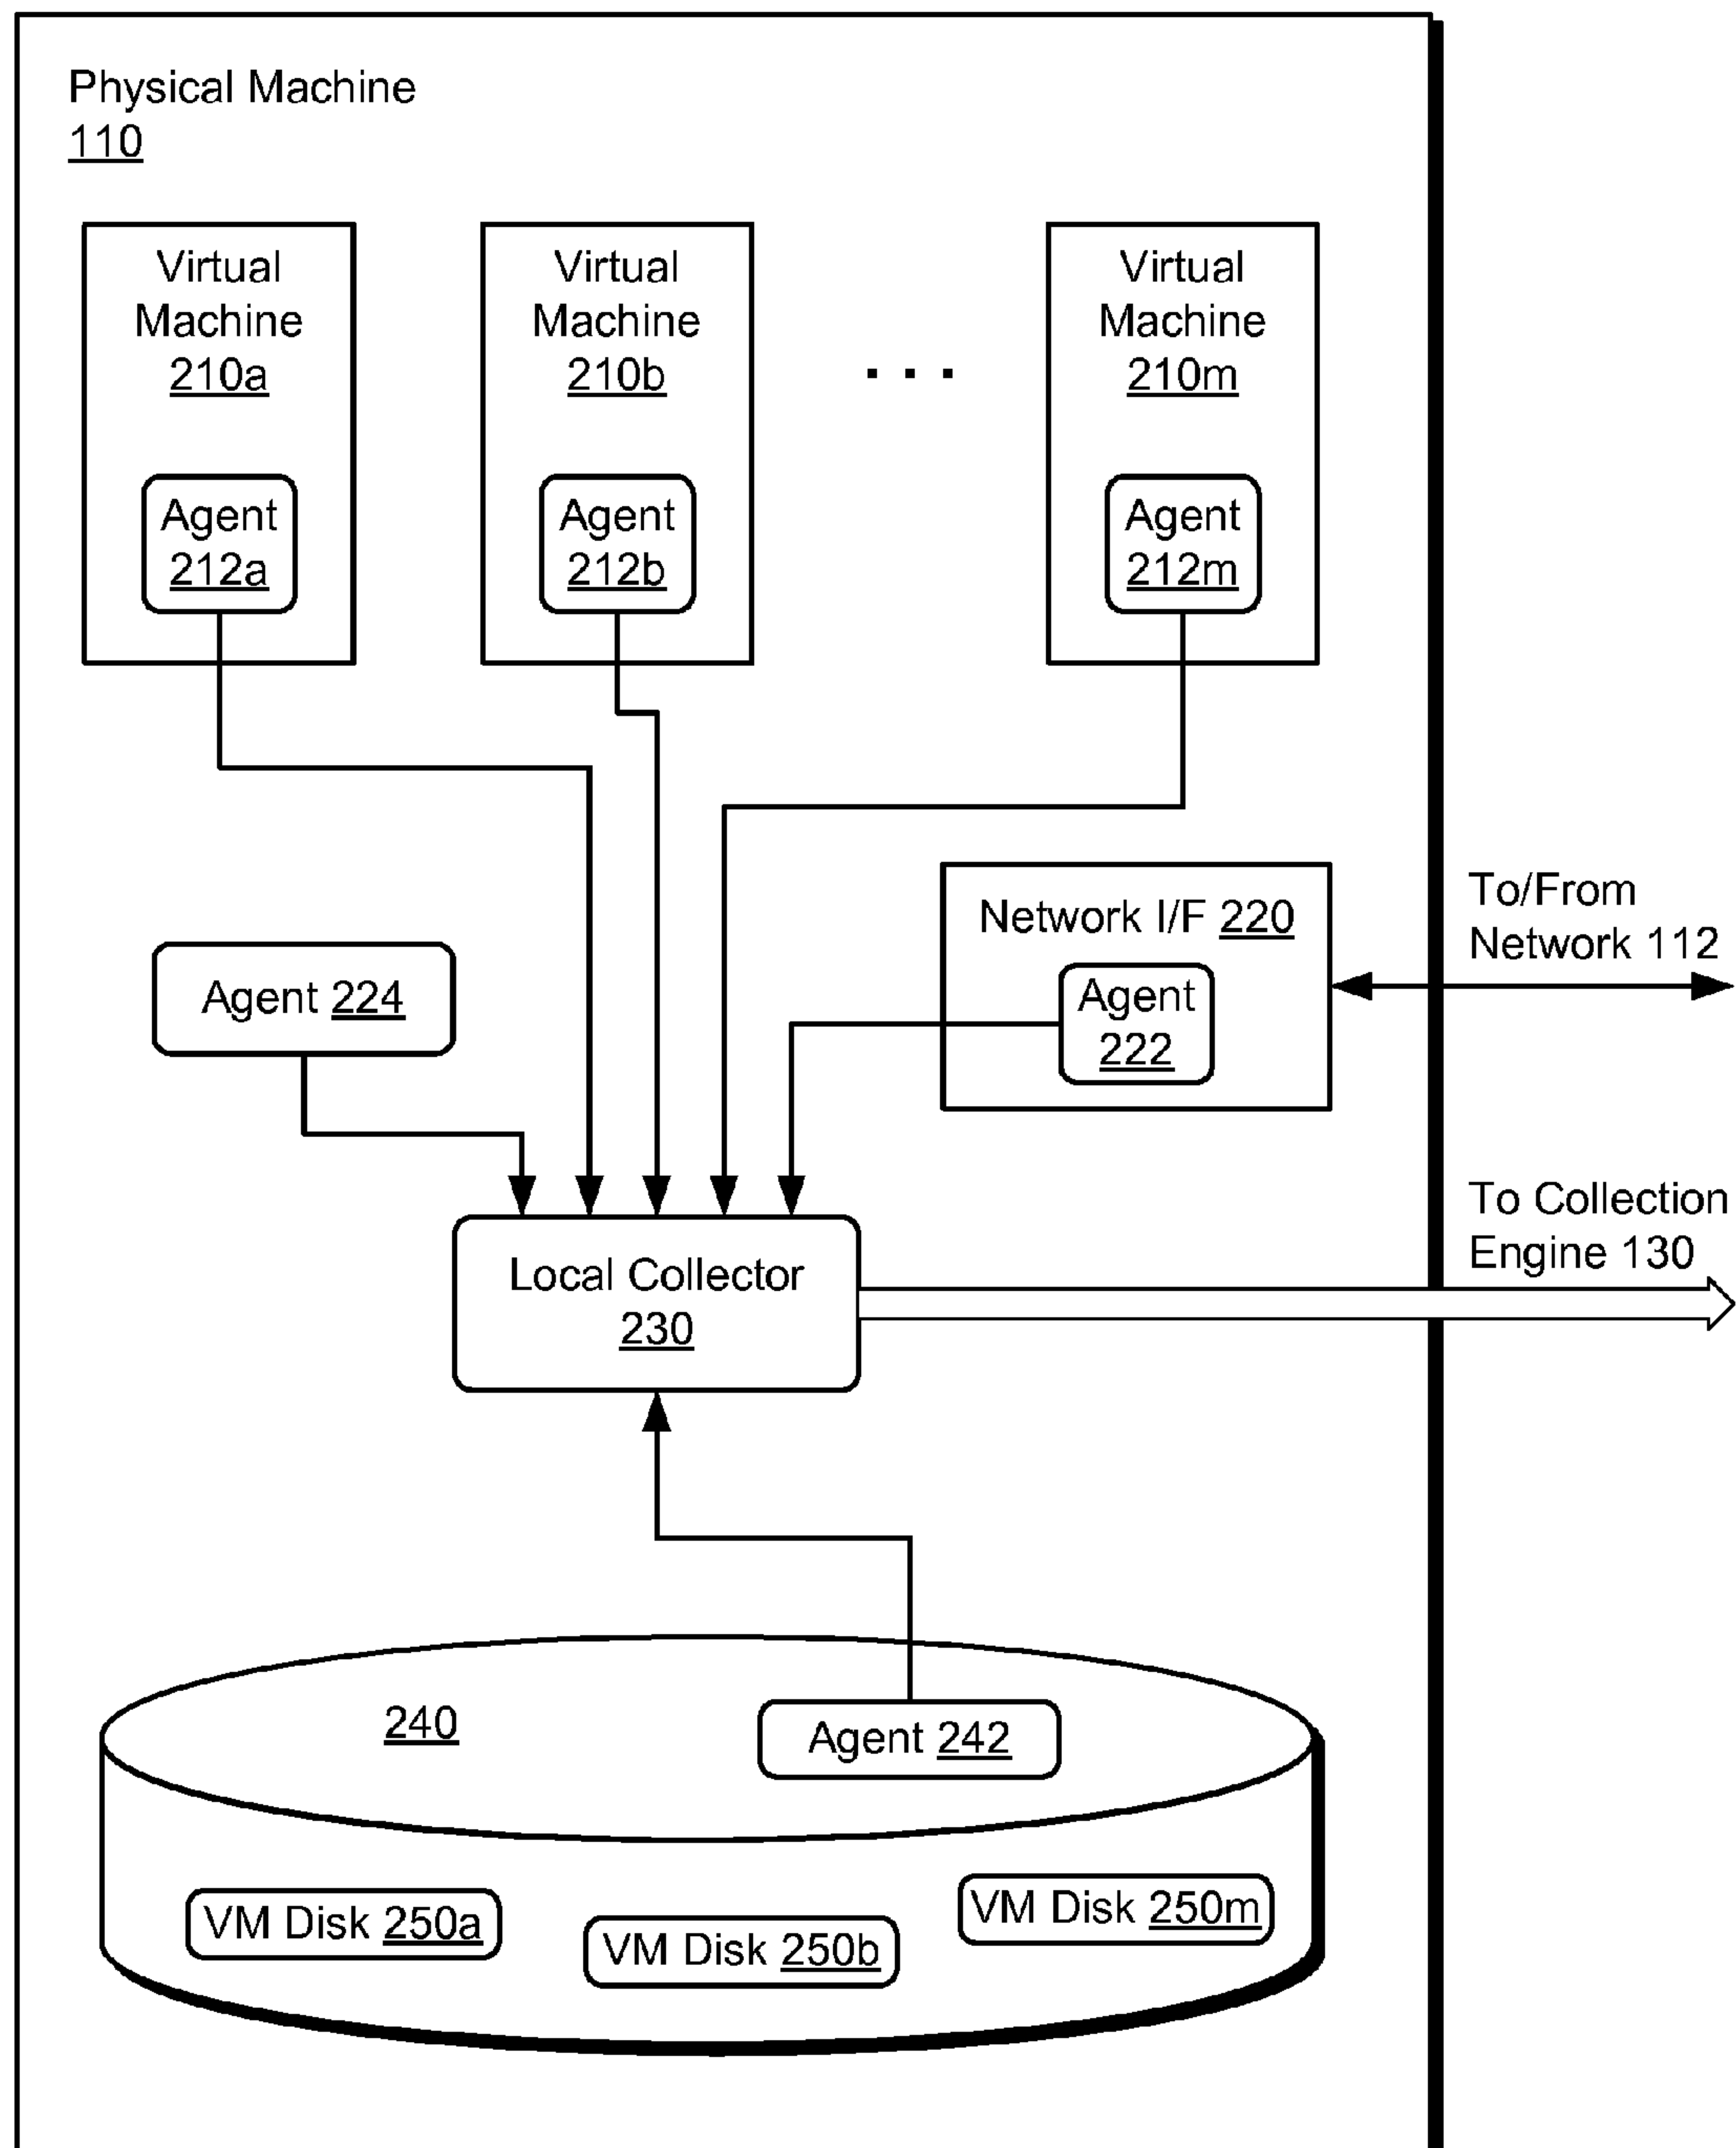 Physical Machine
110
Virtual
Machine
210a
Agent
212a
Virtual
Machine
210b
Agent
212b
. . .
Virtual
Machine
210m
Agent
212m
Network I/F 220
Agent
222
To/From
Network 112
Agent 224
Local Collector
230
To Collection
Engine 130
240
Agent 242
VM Disk 250a
VM Disk 250b
VM Disk 250m